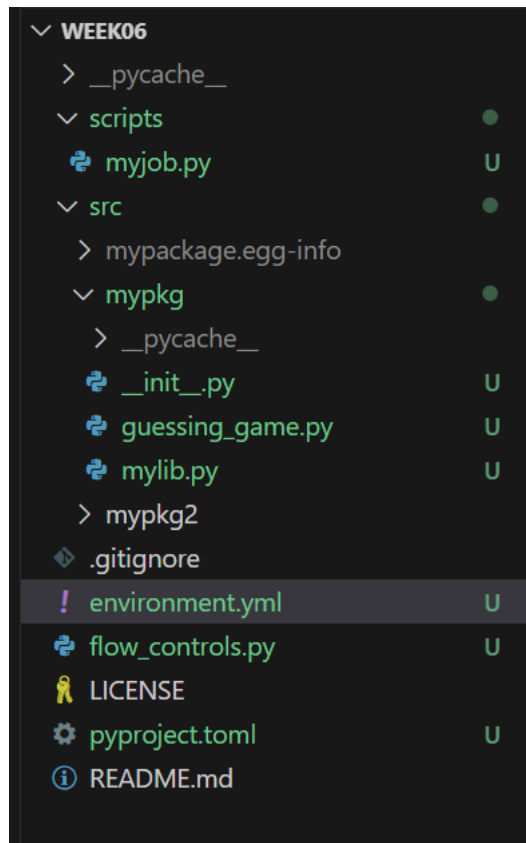 WEEK06
__pycache__
scripts
myjob.py U
src
mypackage.egg-info
mypkg
__pycache__
__init__.py U
guessing_game.py U
mylib.py U
mypkg2
.gitignore
! environment.yml U
flow_controls.py U
LICENSE
pyproject.toml U
README.md